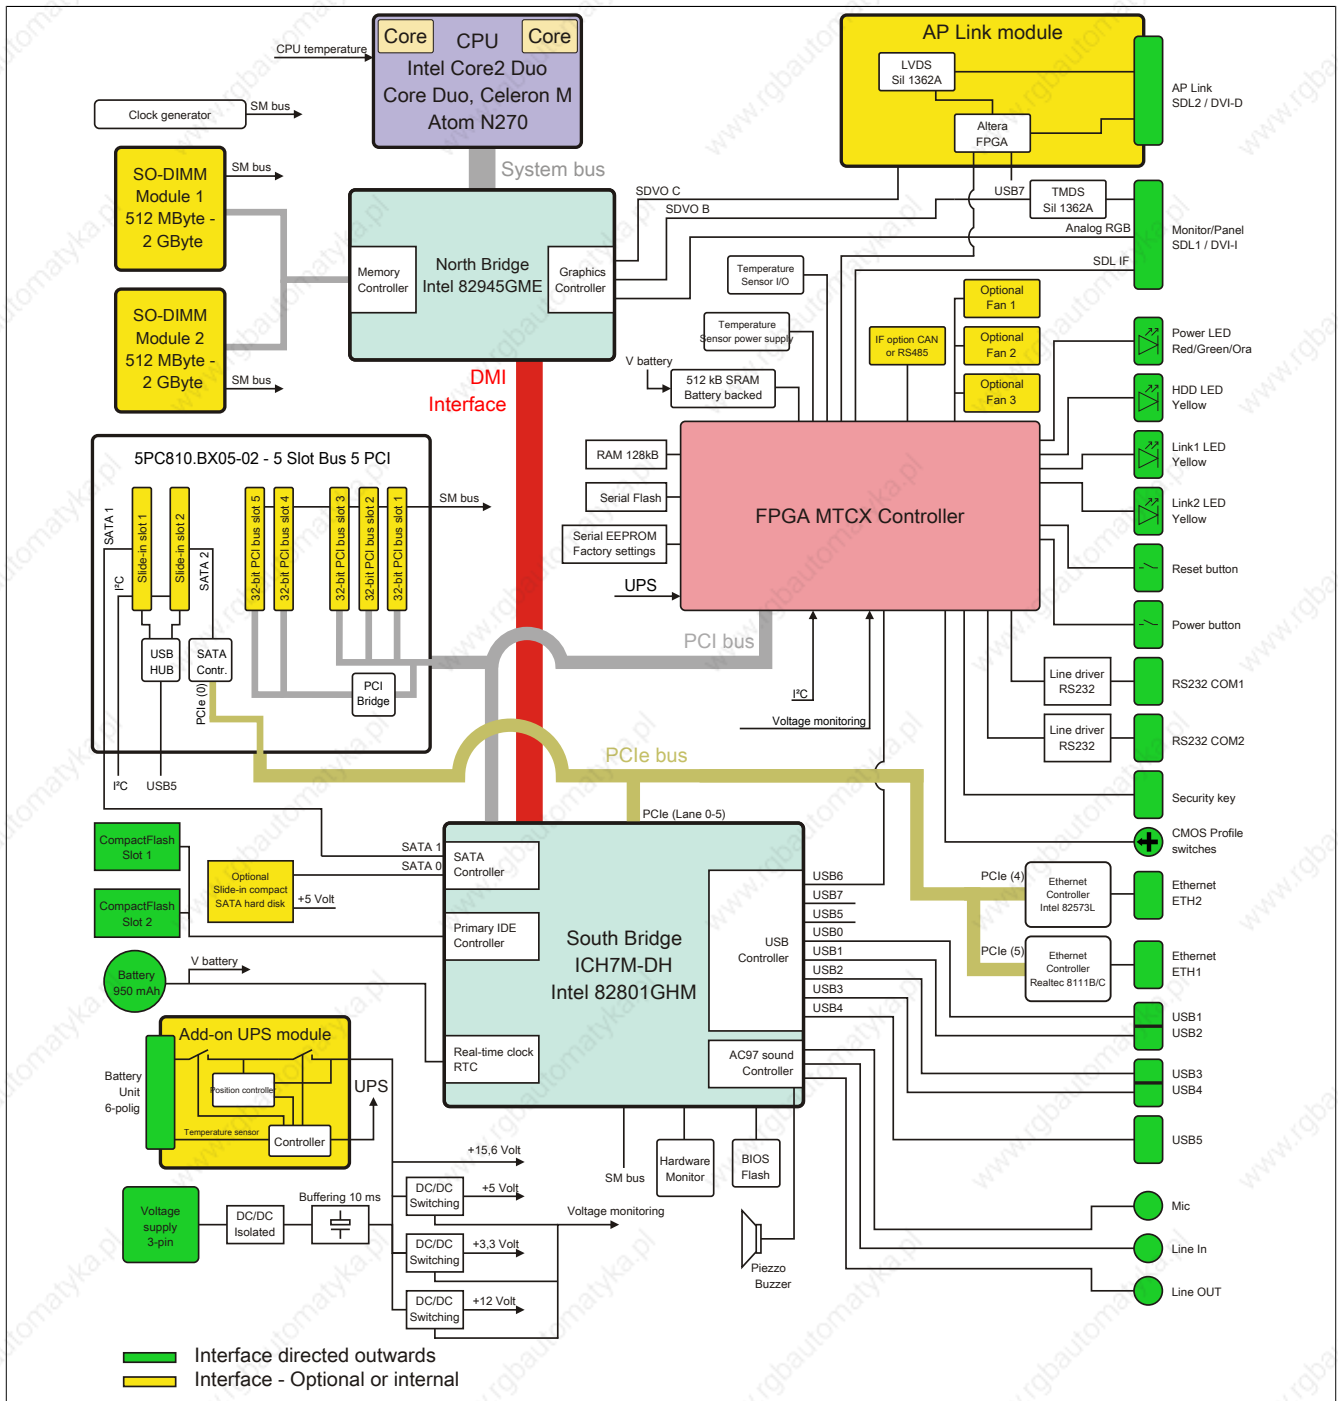 Core
Core
CPU
Intel Core2 Duo
Core Duo, Celeron M
Atom N270
CPU temperature
Clock generator
SM bus
SO-DIMM
Module 1
512 MByte -
2 GByte
SM bus
SO-DIMM
Module 2
512 MByte -
2 GByte
SM bus
System bus
Memory
Controller
North Bridge
Intel 82945GME
Graphics
Controller
DMI
Interface
AP Link module
LVDS
Sil 1362A
Altera
FPGA
AP Link
SDL2 / DVI-D
SDVO C
SDVO B
USB7
TMDS
Sil 1362A
Analog RGB
SDL IF
Monitor/Panel
SDL1 / DVI-I
Temperature
Sensor I/O
Temperature
Sensor power supply
V battery
512 kB SRAM
Battery backed
IF option CAN
or RS485
Optional
Fan 1
Optional
Fan 2
Optional
Fan 3
Power LED
Red/Green/Ora
HDD LED
Yellow
Link1 LED
Yellow
Link2 LED
Yellow
Reset button
Power button
RAM 128kB
Serial Flash
Serial EEPROM
Factory settings
UPS
FPGA MTCX Controller
5PC810.BX05-02 - 5 Slot Bus 5 PCI
SATA 1
I²C
Slide-in slot 1
Slide-in slot 2
SATA 2
32-bit PCI bus slot 5
32-bit PCI bus slot 4
32-bit PCI bus slot 3
32-bit PCI bus slot 2
32-bit PCI bus slot 1
SM bus
USB
HUB
SATA
Contr.
PCIe (0)
PCI
Bridge
I²C
USB5
PCI bus
I²C
Voltage monitoring
Line driver
RS232
RS232 COM1
Line driver
RS232
RS232 COM2
PCIe bus
PCIe (Lane 0-5)
Security key
CMOS Profile
switches
CompactFlash
Slot 1
CompactFlash
Slot 2
Optional
Slide-in compact
SATA hard disk
+5 Volt
SATA 1
SATA 0
SATA
Controller
Primary IDE
Controller
South Bridge
ICH7M-DH
Intel 82801GHM
USB
Controller
USB6
USB7
USB5
USB0
USB1
USB2
USB3
USB4
PCIe (4)
Ethernet
Controller
Intel 82573L
Ethernet
ETH2
PCIe (5)
Ethernet
Controller
Realtec 8111B/C
Ethernet
ETH1
USB1
USB2
USB3
USB4
USB5
Battery
950 mAh
V battery
Real-time clock
RTC
AC97 sound
Controller
Add-on UPS module
Battery
Unit
6-polig
Position controller
Temperature sensor
Controller
UPS
+15,6 Volt
DC/DC
Switching
+5 Volt
Voltage monitoring
DC/DC
Switching
+3,3 Volt
DC/DC
Switching
+12 Volt
Voltage
supply
3-pin
DC/DC
Isolated
Buffering 10 ms
SM bus
Hardware
Monitor
BIOS
Flash
Piezzo
Buzzer
Mic
Line In
Line OUT
Interface directed outwards
Interface - Optional or internal
www.rgbautomatyka.pl